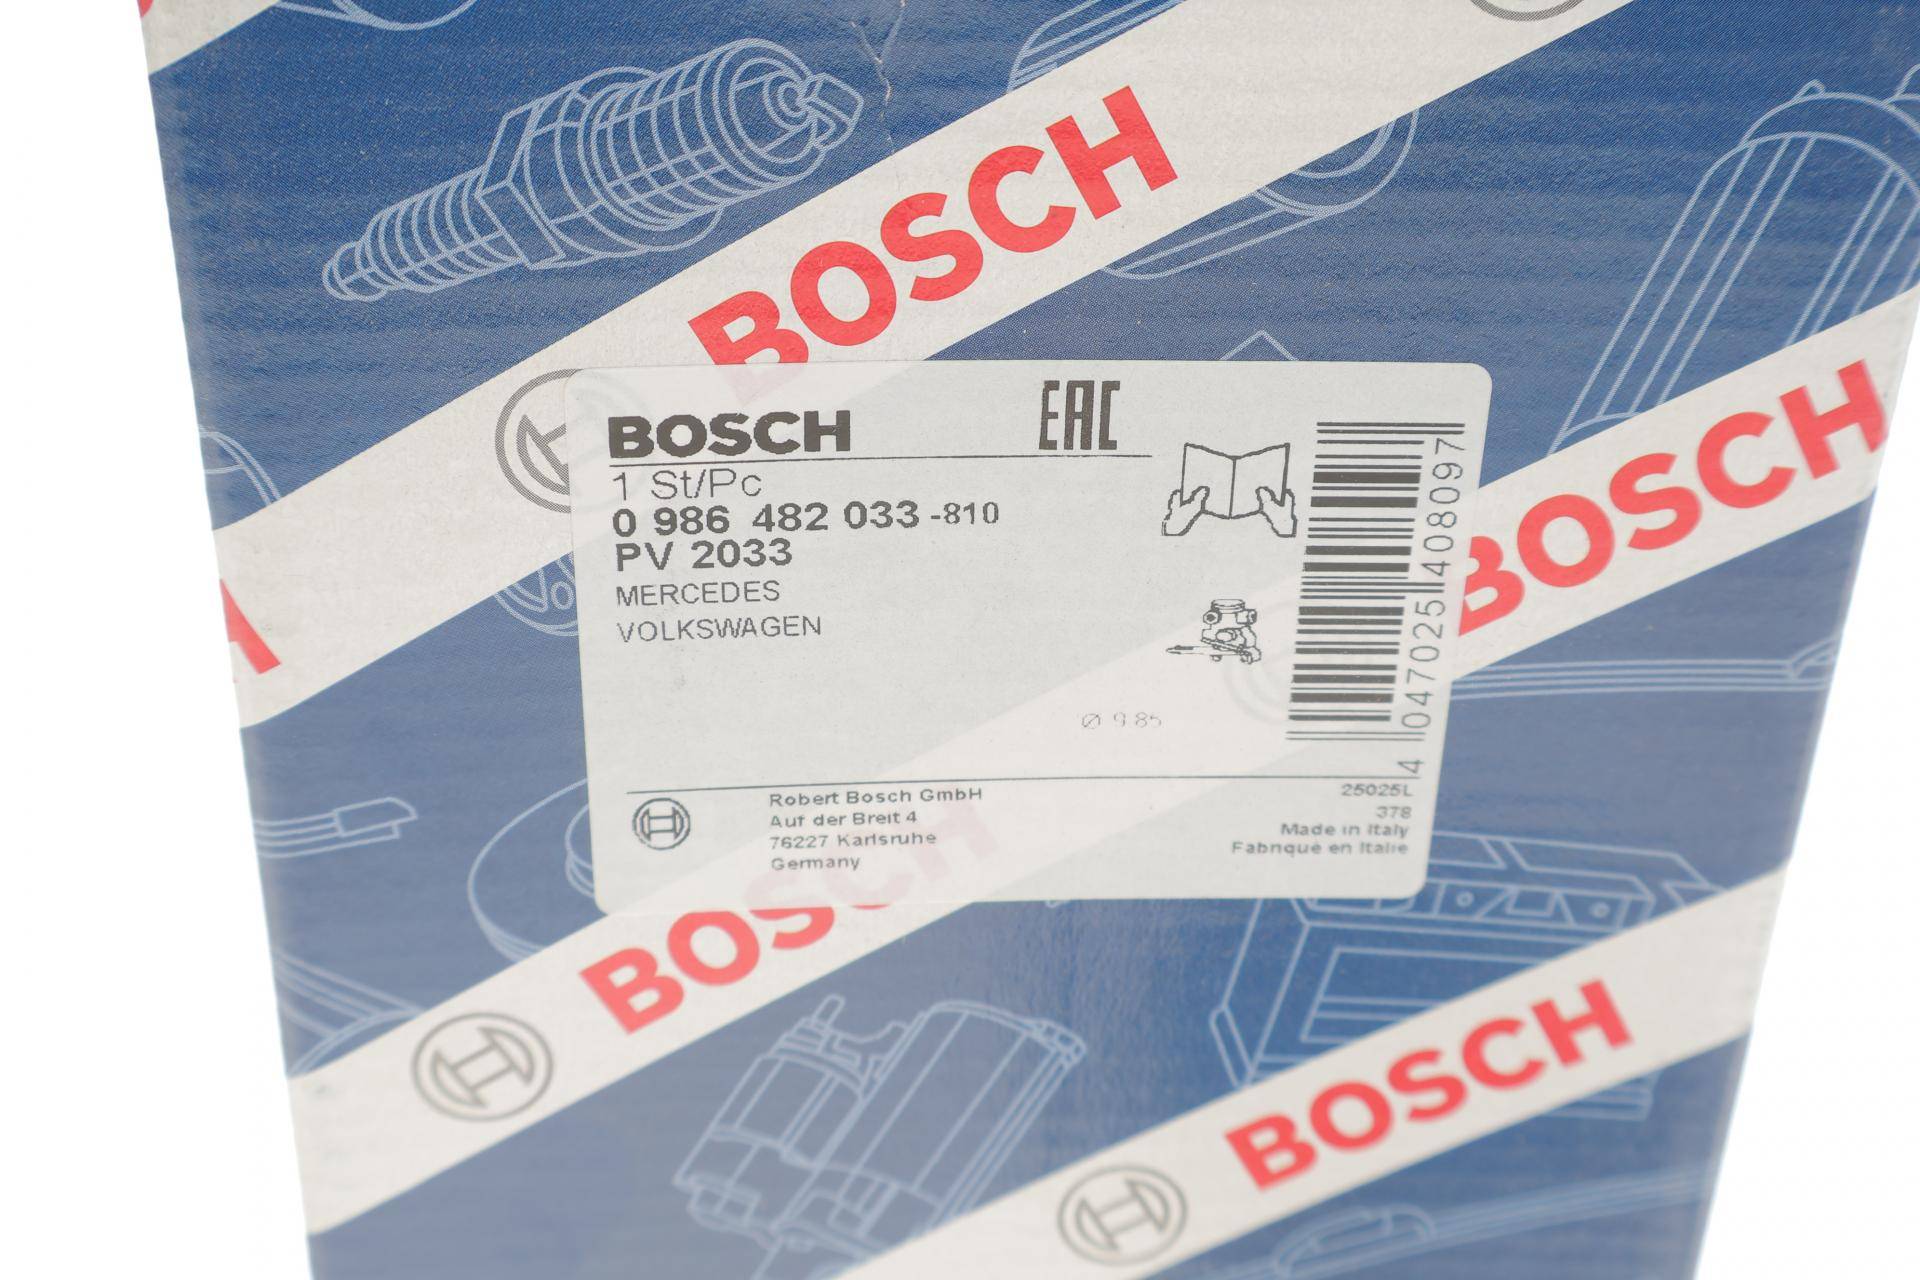 BOSCH
BOSCH EAC
1 St/Pc
0 986 482 033 -810
PV 2033
MERCEDES
VOLKSWAGEN
Ø 9.85
4 047025 408097
Robert Bosch GmbH
Auf der Breit 4
76227 Karlsruhe
Germany
25025L
378
Made in Italy
Fabriqué en Italie
BOSCH
H
BOSCH
BOSCH